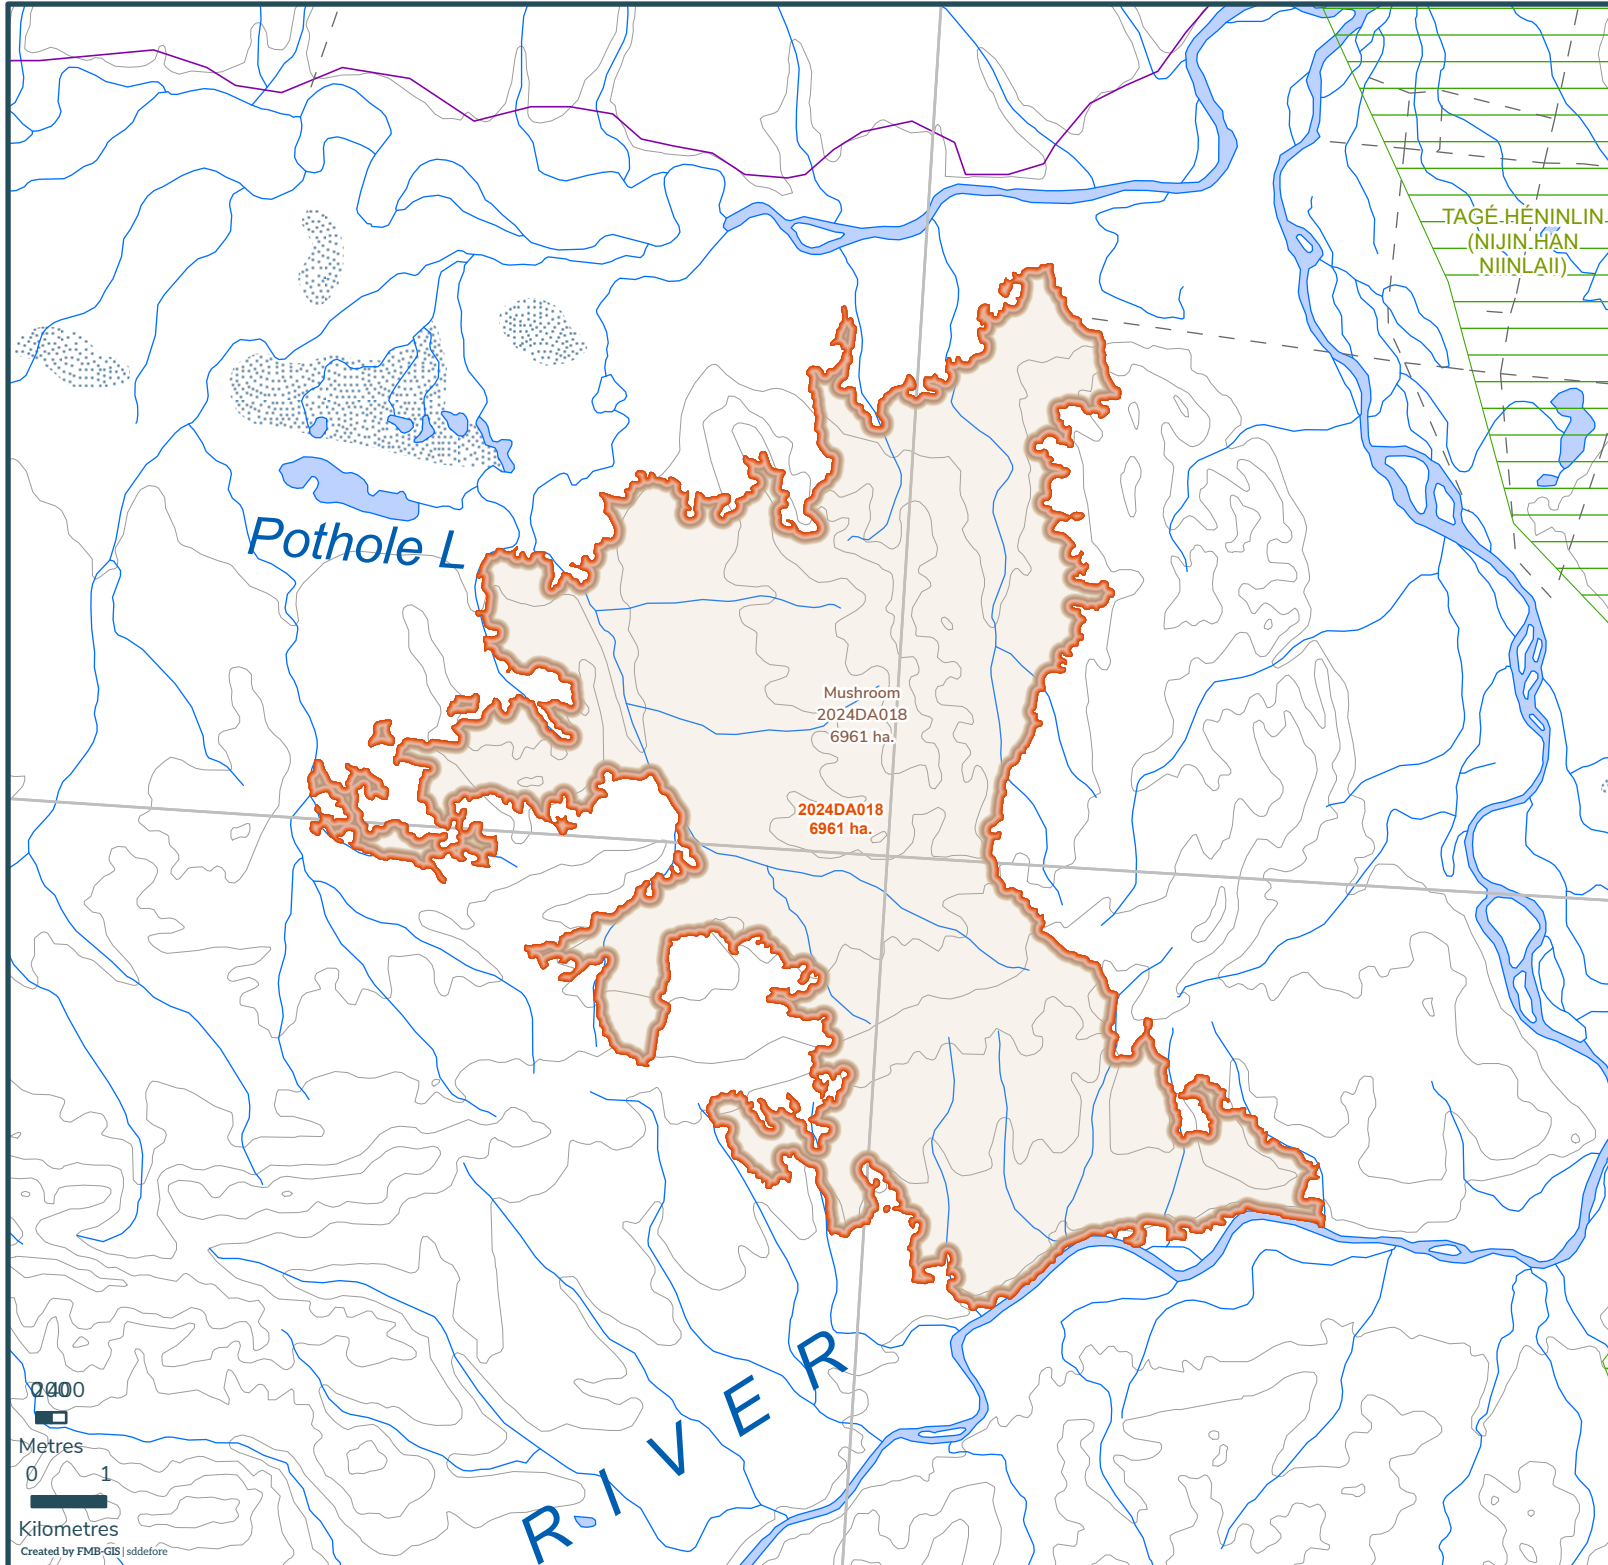 TAGÉ HÉNINLIN
(NIJIN HAN
NIINLAII)
Pothole L
Mushroom
2024DA018
6961 ha.
2024DA018
6961 ha.
RIVER
Metres
0 1
Kilometres
Created by FMB-GIS | sddefore